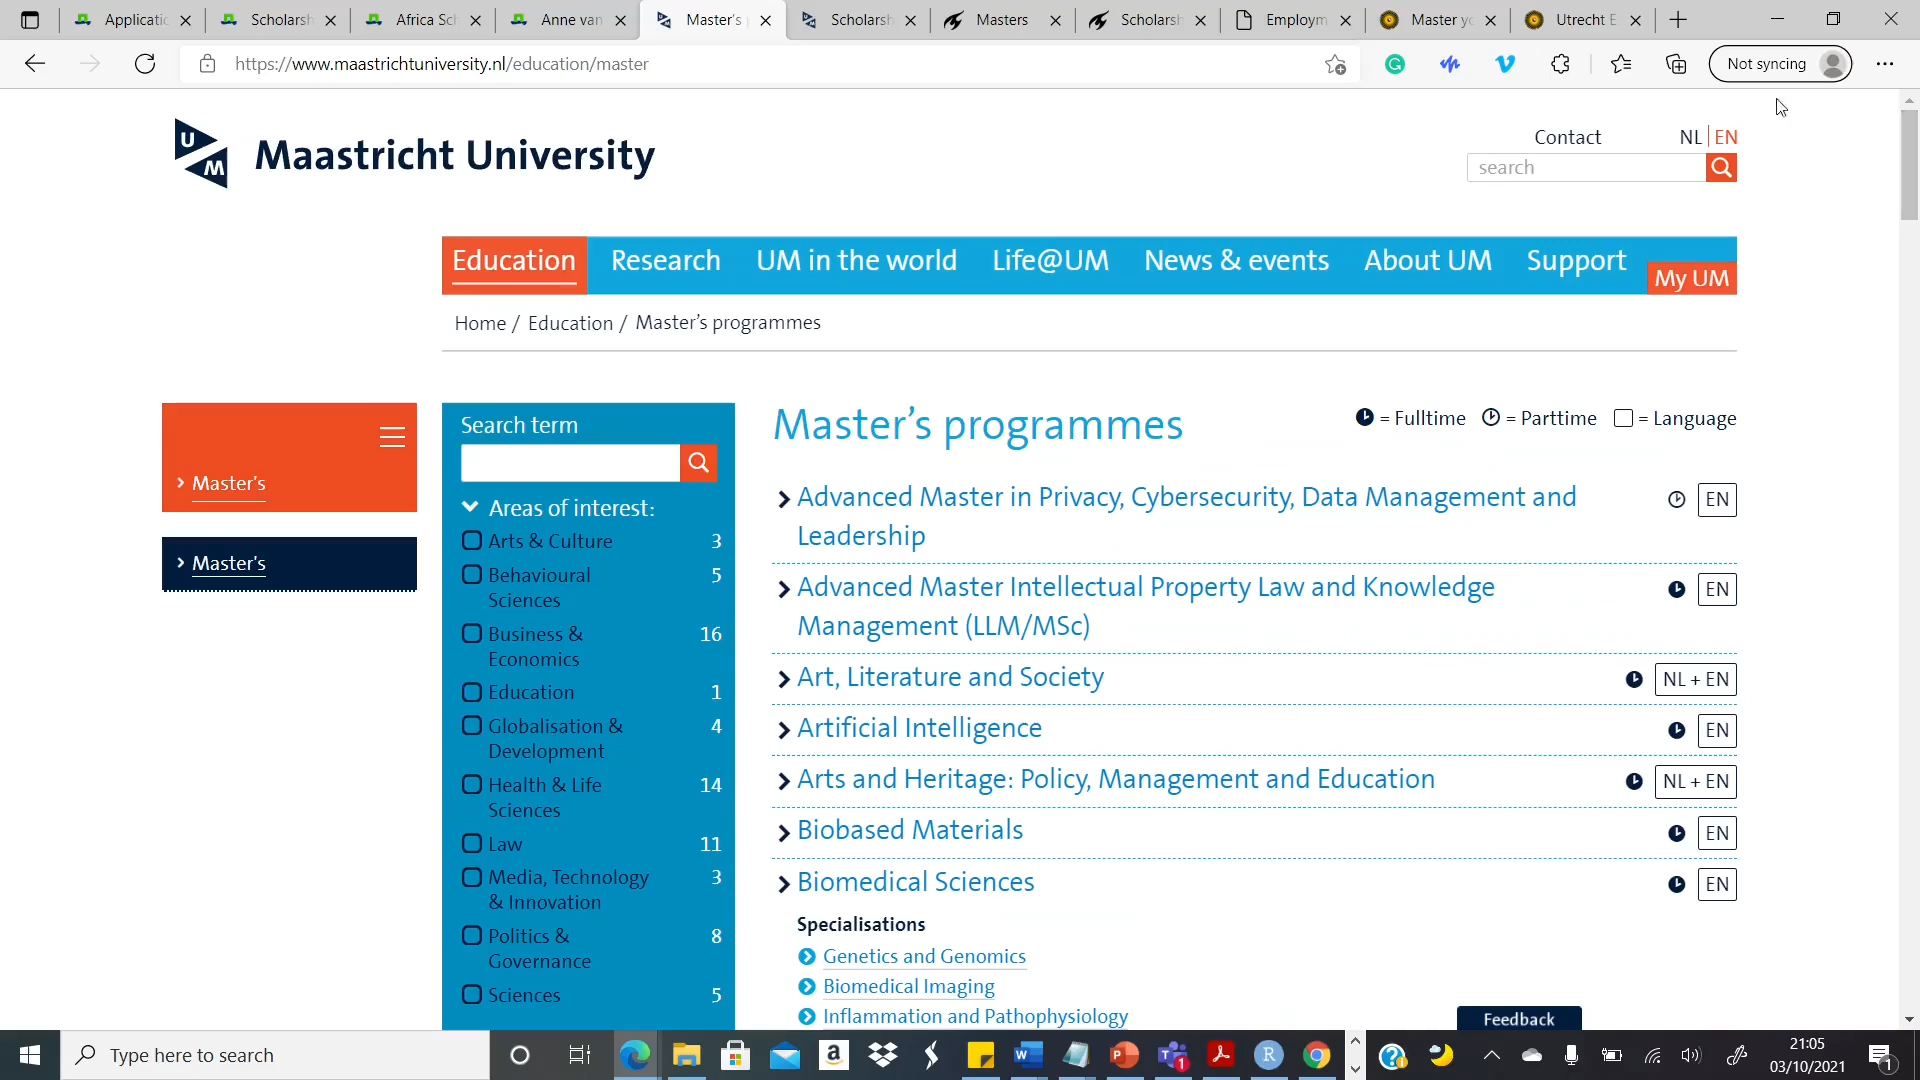 Applicatio
Scholarsh
Africa Sch
Anne van
Master's
Scholarsh
Masters
Scholarsh
Employm
Master yo
Utrecht E
https://www.maastrichtuniversity.nl/education/master
Not syncing
UM
Maastricht University
Contact
NL | EN
search
Education
Research
UM in the world
Life@UM
News & events
About UM
Support
My UM
Home / Education / Master's programmes
Master's
Master's
Search term
Areas of interest:
Arts & Culture 3
Behavioural 5
Sciences
Business & 16
Economics
Education 1
Globalisation & 4
Development
Health & Life 14
Sciences
Law 11
Media, Technology 3
& Innovation
Politics & 8
Governance
Sciences 5
Master's programmes
= Fulltime = Parttime = Language
Advanced Master in Privacy, Cybersecurity, Data Management and EN
Leadership
Advanced Master Intellectual Property Law and Knowledge EN
Management (LLM/MSc)
Art, Literature and Society NL + EN
Artificial Intelligence EN
Arts and Heritage: Policy, Management and Education NL + EN
Biobased Materials EN
Biomedical Sciences EN
Specialisations
Genetics and Genomics
Biomedical Imaging
Inflammation and Pathophysiology
Feedback
Type here to search
21:05
03/10/2021
1